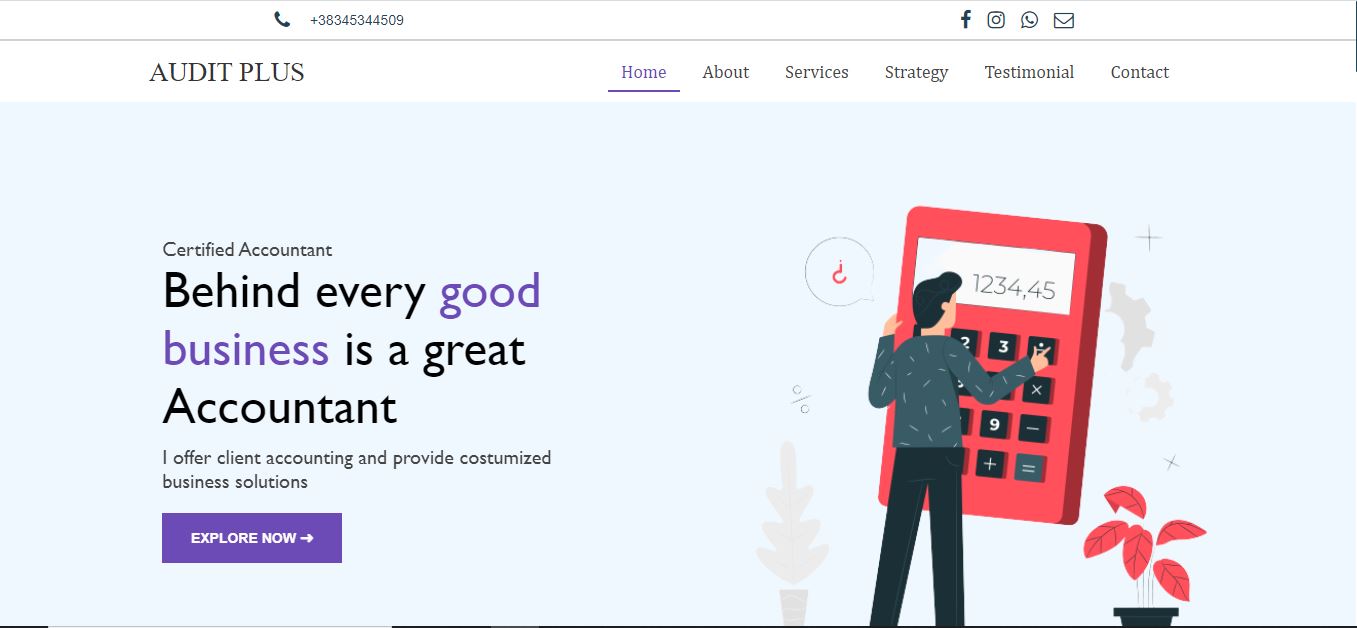 +38345344509
AUDIT PLUS
Home About Services Strategy Testimonial Contact
Certified Accountant
Behind every good
business is a great
Accountant
I offer client accounting and provide costumized
business solutions
EXPLORE NOW ➔
¿
1234,45
2 3 ÷
×
9 −
+ =
%